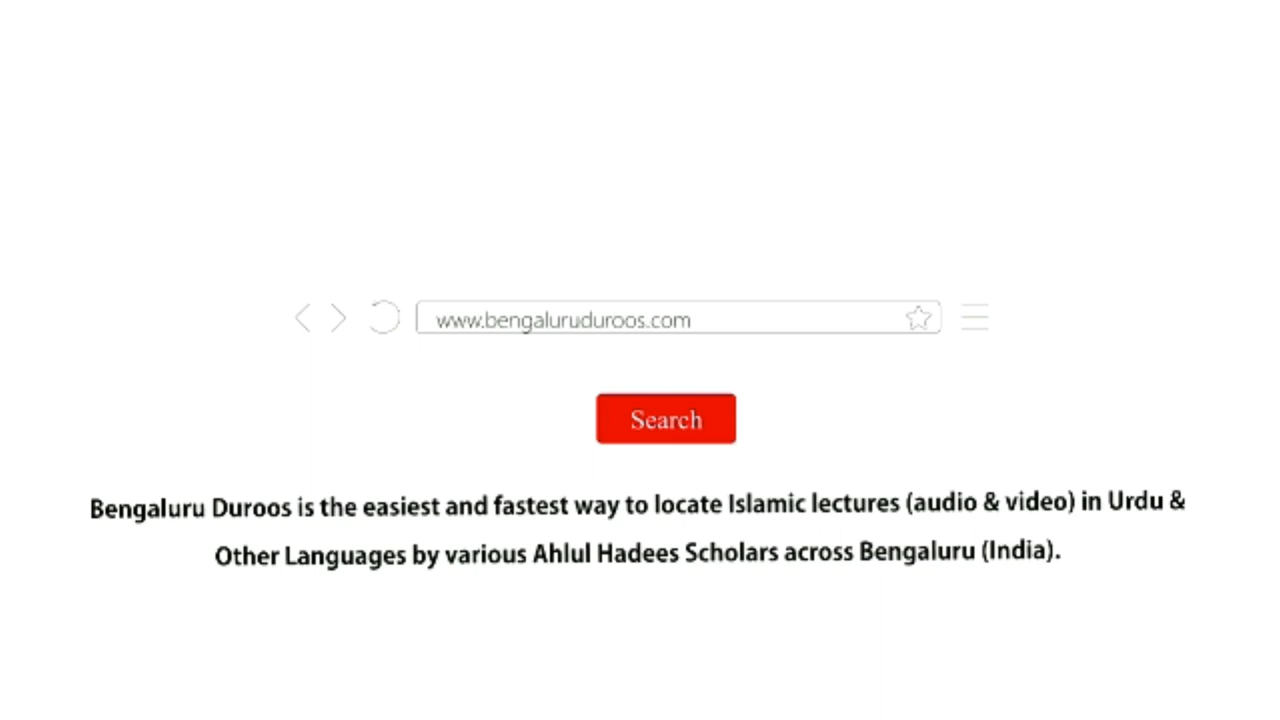 www.bengaluruduroos.com
Search
Bengaluru Duroos is the easiest and fastest way to locate Islamic lectures (audio & video) in Urdu &
Other Languages by various Ahlul Hadees Scholars across Bengaluru (India).